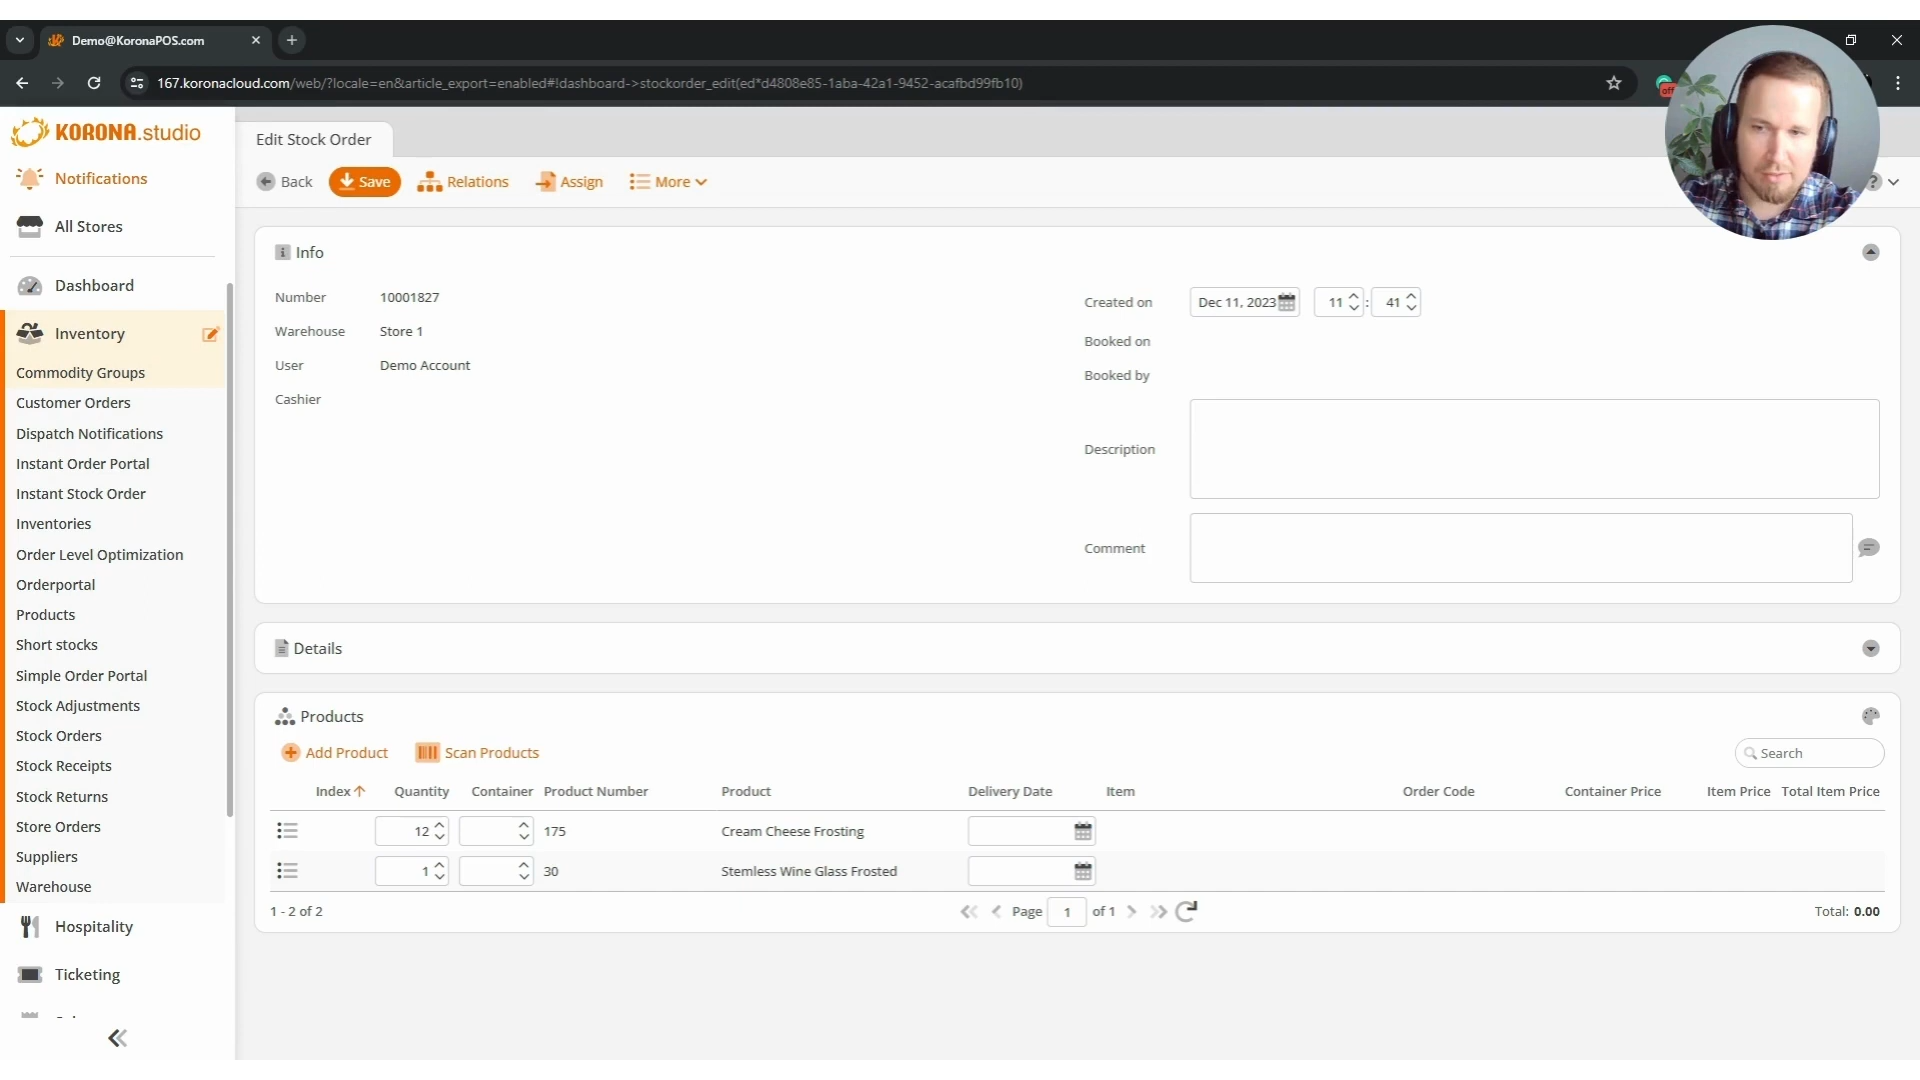 Demo@KoronaPOS.com
167.koronacloud.com/web/?locale=en&article_export=enabled#!dashboard->stockorder_edit(ed*d4808e85-1aba-42a1-9452-acafbd99fb10)
off
KORONA.studio
Notifications
All Stores
Dashboard
Inventory
Commodity Groups
Customer Orders
Dispatch Notifications
Instant Order Portal
Instant Stock Order
Inventories
Order Level Optimization
Orderportal
Products
Short stocks
Simple Order Portal
Stock Adjustments
Stock Orders
Stock Receipts
Stock Returns
Store Orders
Suppliers
Warehouse
Hospitality
Ticketing
Edit Stock Order
Back Save Relations Assign More ?
Info
Number 10001827
Warehouse Store 1
User Demo Account
Cashier
Created on Dec 11, 2023 11 : 41
Booked on
Booked by
Description
Comment
Details
Products
Add Product Scan Products Search
Index Quantity Container Product Number Product Delivery Date Item Order Code Container Price Item Price Total Item Price
12 175 Cream Cheese Frosting
1 30 Stemless Wine Glass Frosted
1 - 2 of 2 Page 1 of 1 Total: 0.00